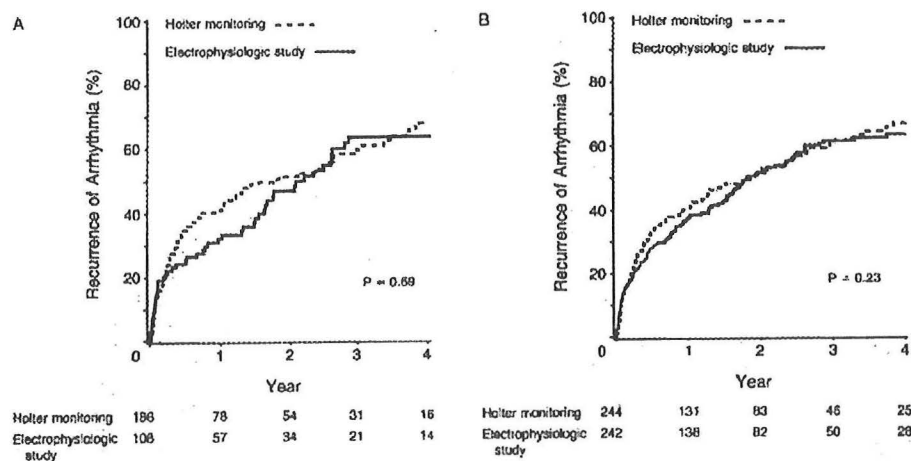 A
Holter monitoring
Electrophysiologic study
Recurrence of Arrhythmia (%)
100
80
60
40
20
0
P = 0.69
1
2
3
4
Year
Holter monitoring 186 78 54 31 16
Electrophysiologic study 108 57 34 21 14
B
Holter monitoring
Electrophysiologic study
Recurrence of Arrhythmia (%)
100
80
60
40
20
0
P = 0.23
1
2
3
4
Year
Holter monitoring 244 131 83 46 25
Electrophysiologic study 242 138 82 50 28